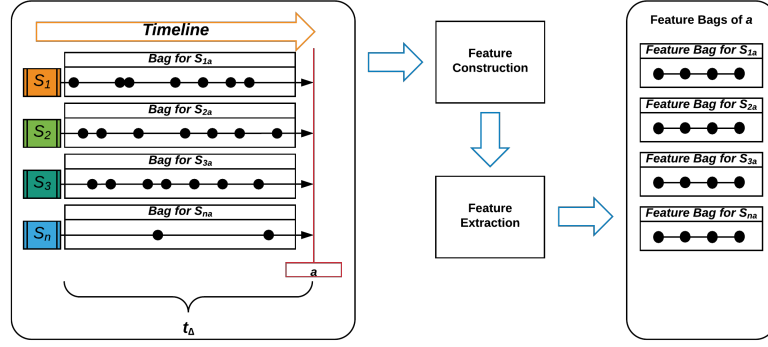 Timeline
Bag for S1a
S1
Bag for S2a
S2
Bag for S3a
S3
Bag for Sna
Sn
a
tΔ
Feature
Construction
Feature
Extraction
Feature Bags of a
Feature Bag for S1a
Feature Bag for S2a
Feature Bag for S3a
Feature Bag for Sna